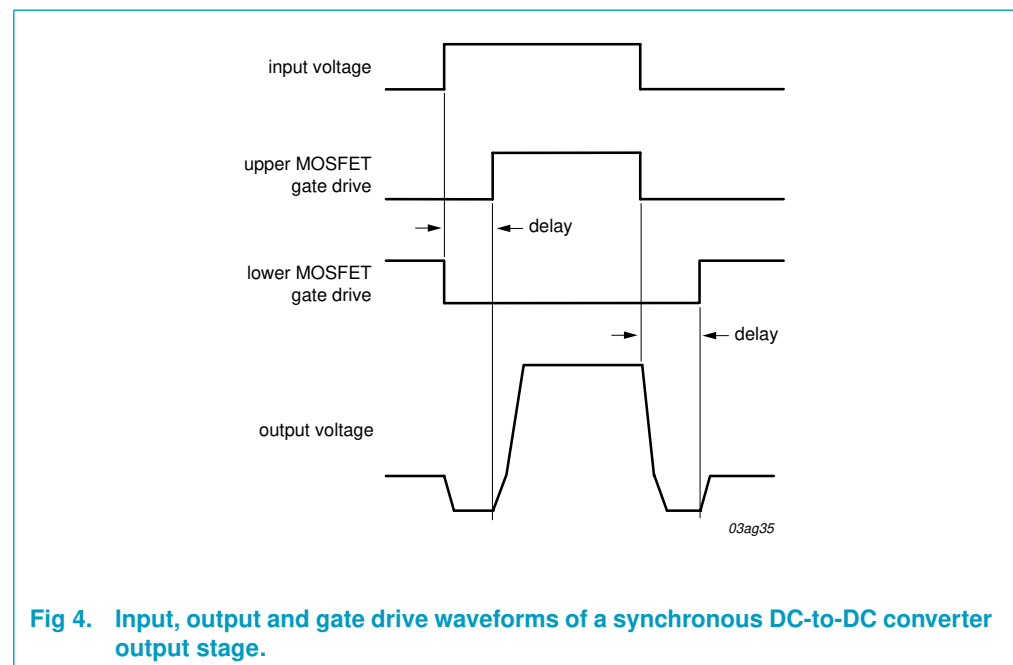 input voltage
upper MOSFET
gate drive
delay
lower MOSFET
gate drive
delay
output voltage
03ag35
Fig 4. Input, output and gate drive waveforms of a synchronous DC-to-DC converter
output stage.